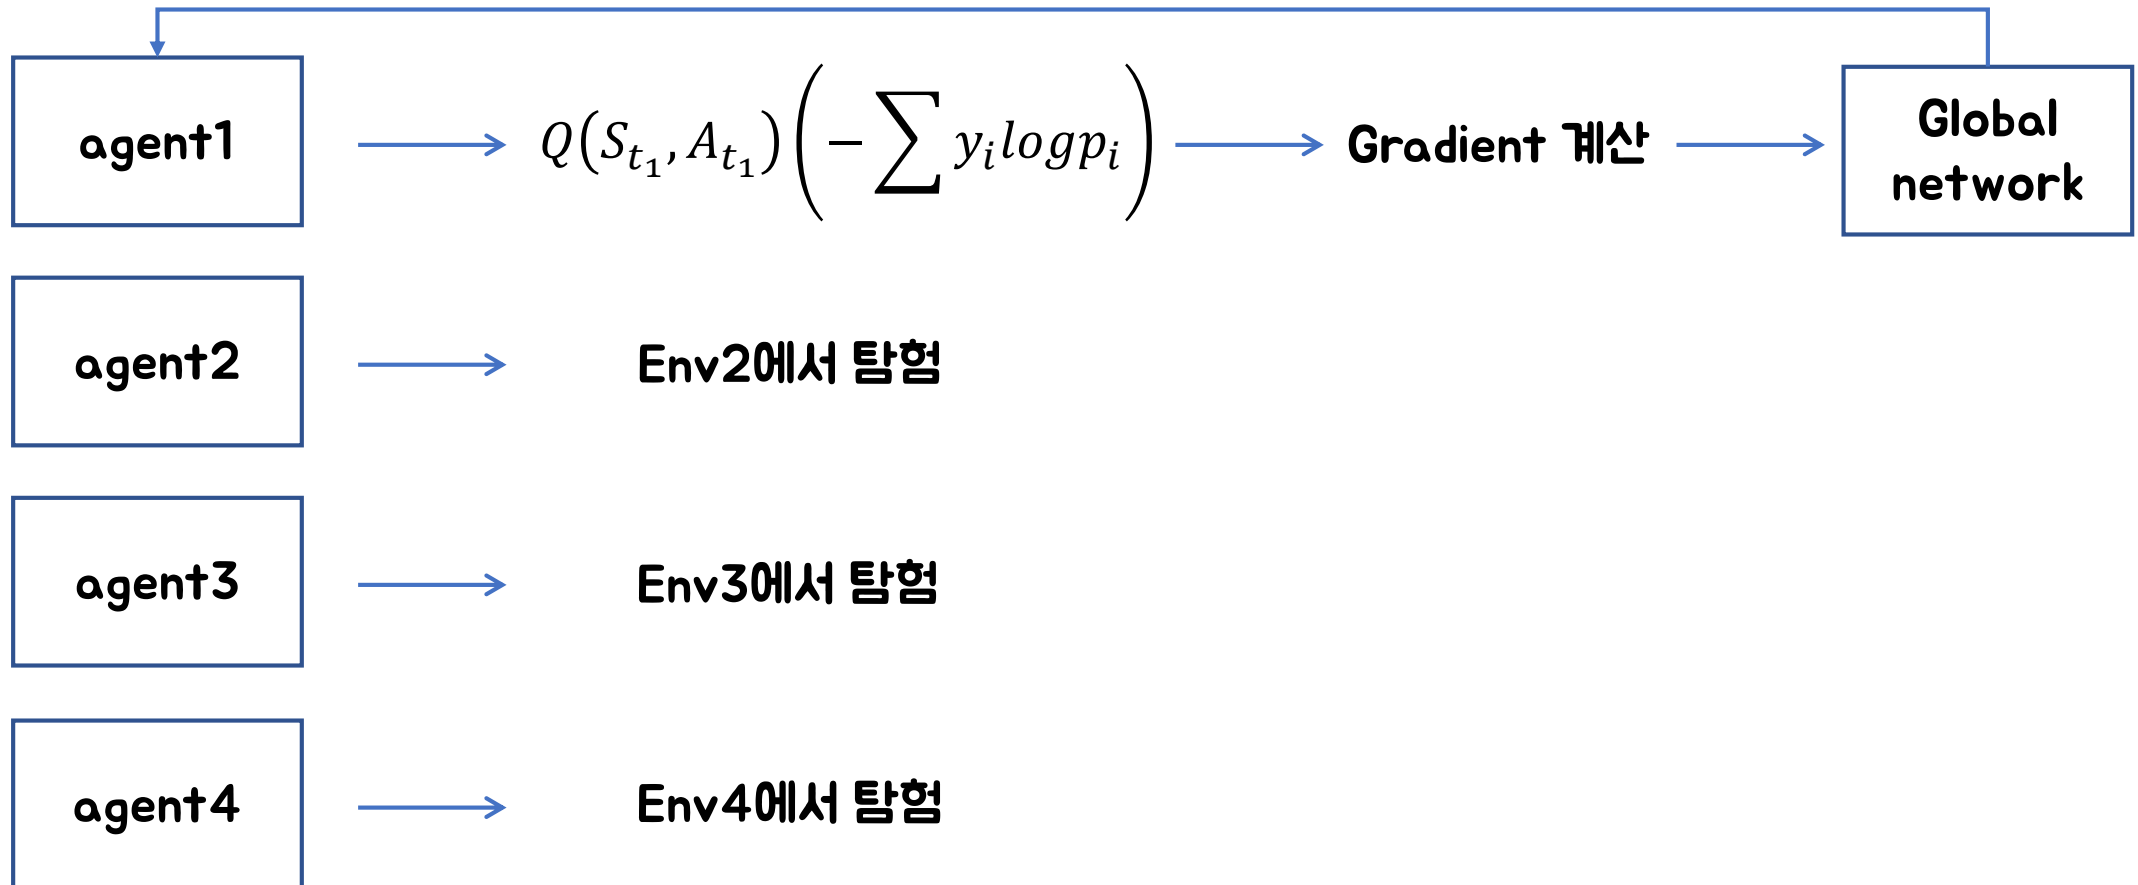 agent1
Q(S_{t_1}, A_{t_1})(−∑ y_i logp_i)
Gradient 계산
Global
network
agent2
Env2에서 탐험
agent3
Env3에서 탐험
agent4
Env4에서 탐험